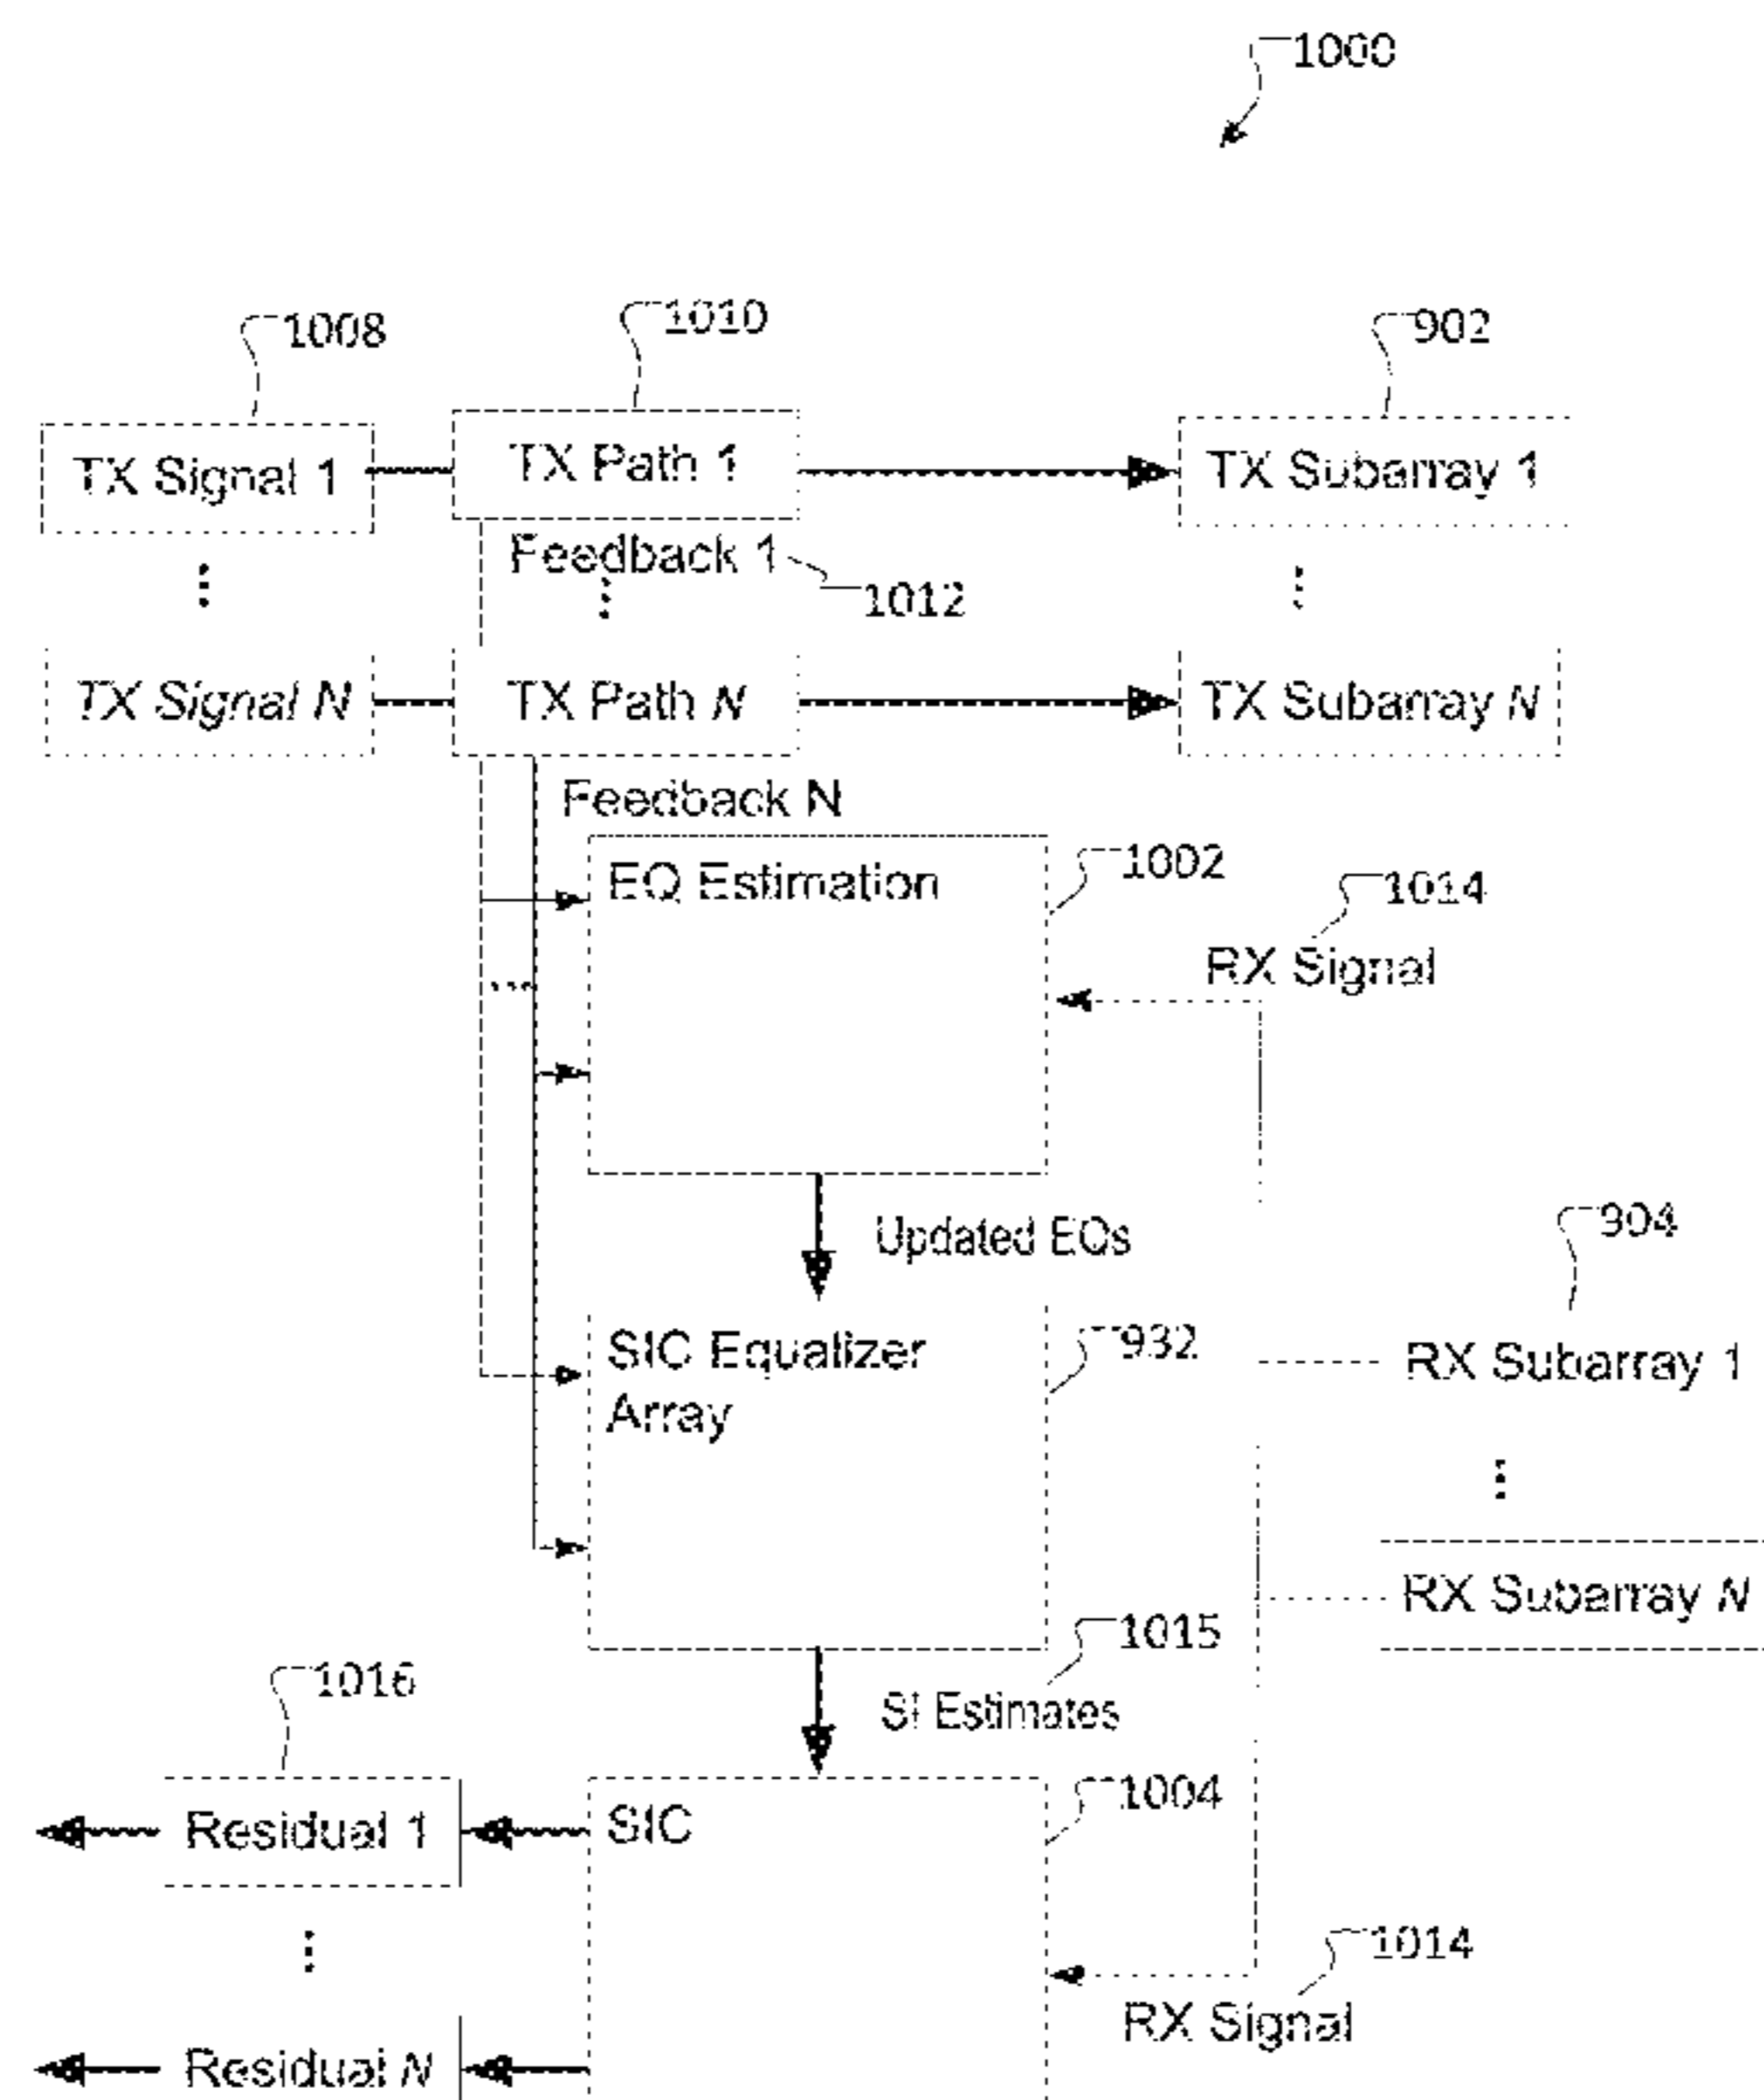 1000
1008
1010
902
TX Signal 1
TX Path 1
TX Subarray 1
Feedback 1
1012
TX Signal N
TX Path N
TX Subarray N
Feedback N
EQ Estimation
1002
1014
RX Signal
Updated EQs
904
SIC Equalizer
Array
932
RX Subarray 1
RX Subarray N
1015
1016
SI Estimates
1004
Residual 1
SIC
1014
RX Signal
Residual N